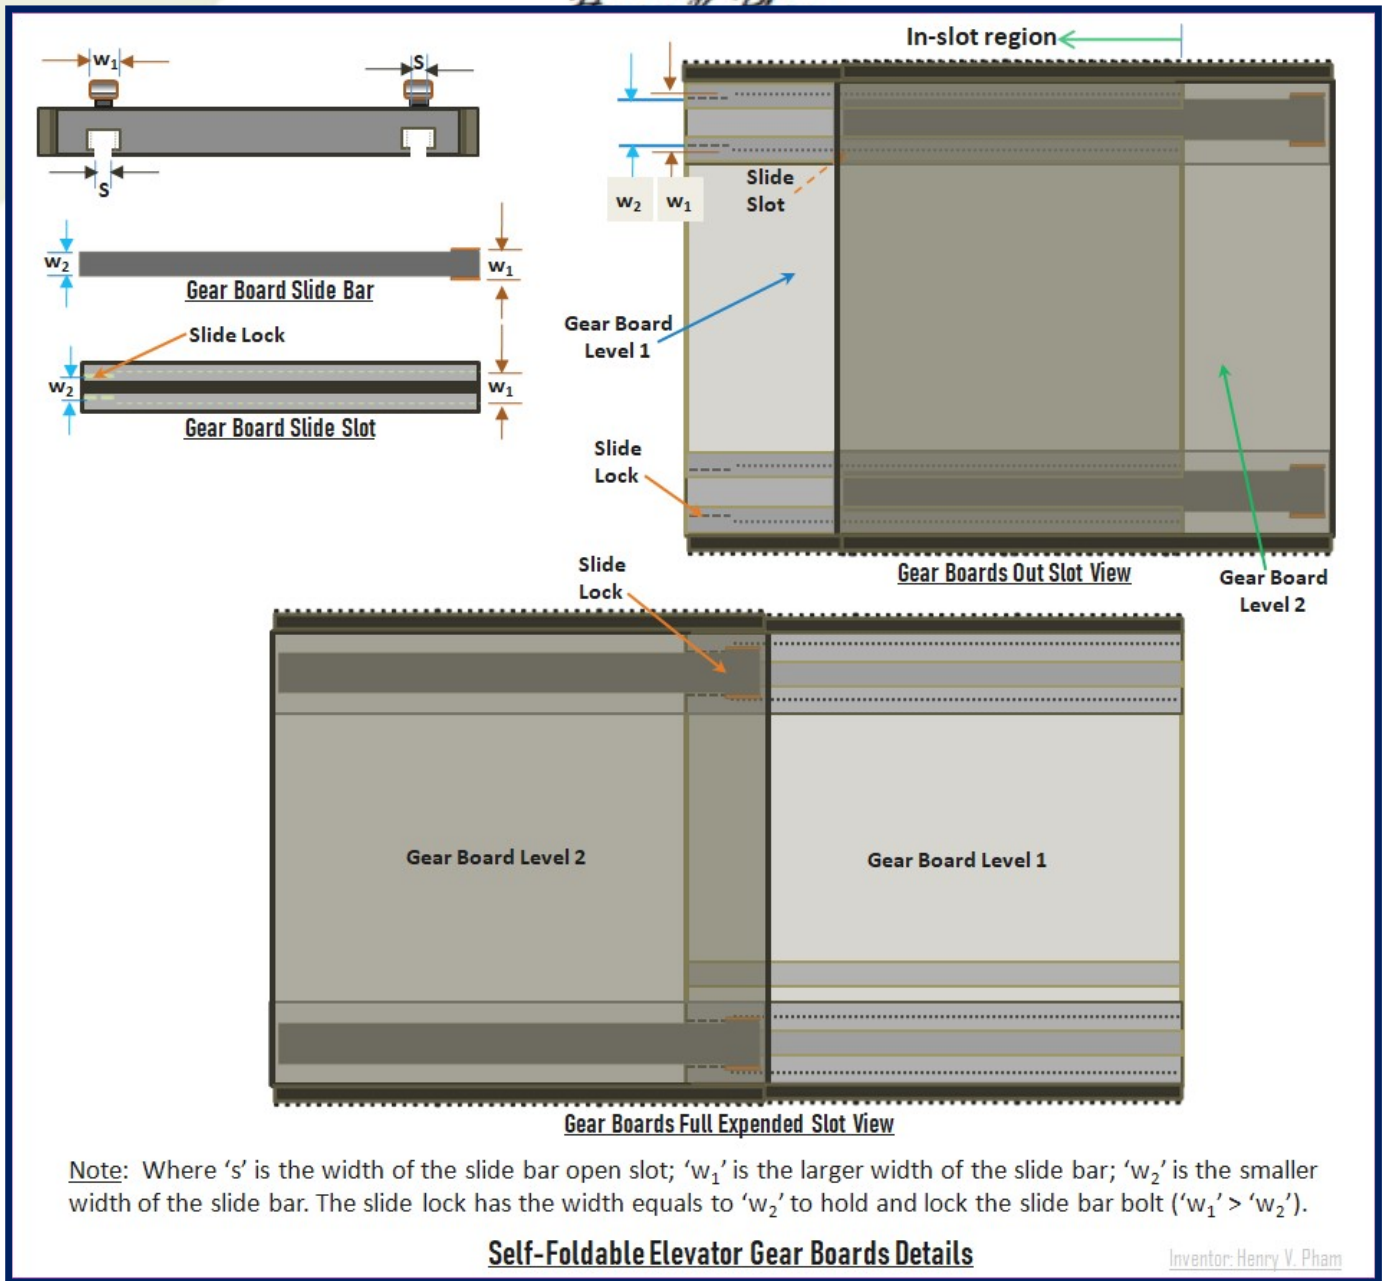 In-slot region
w1
S
S
Slide
Slot
w2
w1
w2
w1
Gear Board Slide Bar
Gear Board
Level 1
Slide Lock
w2
w1
Gear Board Slide Slot
Slide
Lock
Slide
Lock
Gear Boards Out Slot View
Gear Board
Level 2
Gear Board Level 2
Gear Board Level 1
Gear Boards Full Expended Slot View
Note: Where ‘s’ is the width of the slide bar open slot; ‘w1’ is the larger width of the slide bar; ‘w2’ is the smaller
width of the slide bar. The slide lock has the width equals to ‘w2’ to hold and lock the slide bar bolt (‘w1’ > ‘w2’).
Self-Foldable Elevator Gear Boards Details
Inventor: Henry V. Pham